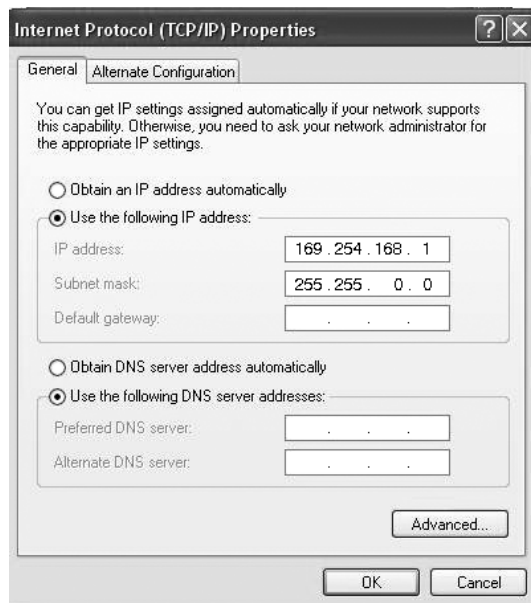 Internet Protocol (TCP/IP) Properties
General
Alternate Configuration
You can get IP settings assigned automatically if your network supports
this capability. Otherwise, you need to ask your network administrator for
the appropriate IP settings.
Obtain an IP address automatically
Use the following IP address:
IP address: 169 . 254 . 168 . 1
Subnet mask: 255 . 255 . 0 . 0
Default gateway: . . .
Obtain DNS server address automatically
Use the following DNS server addresses:
Preferred DNS server: . . .
Alternate DNS server: . . .
Advanced...
OK Cancel